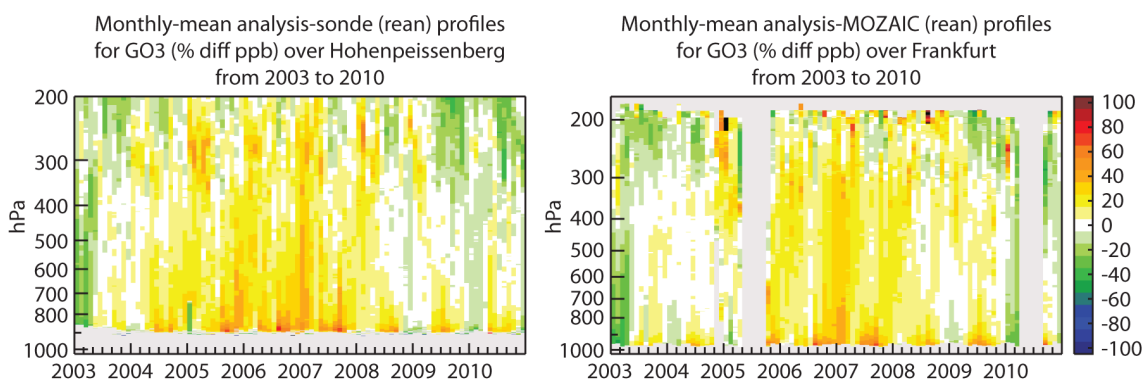 Monthly-mean analysis-sonde (rean) profiles
for GO3 (% diff ppb) over Hohenpeissenberg
from 2003 to 2010
200
300
400
500
600
700
800
1000
hPa
2003 2004 2005 2006 2007 2008 2009 2010
Monthly-mean analysis-MOZAIC (rean) profiles
for GO3 (% diff ppb) over Frankfurt
from 2003 to 2010
200
300
400
500
600
700
800
1000
hPa
2003 2004 2005 2006 2007 2008 2009 2010
100
80
60
40
20
0
-20
-40
-60
-80
-100